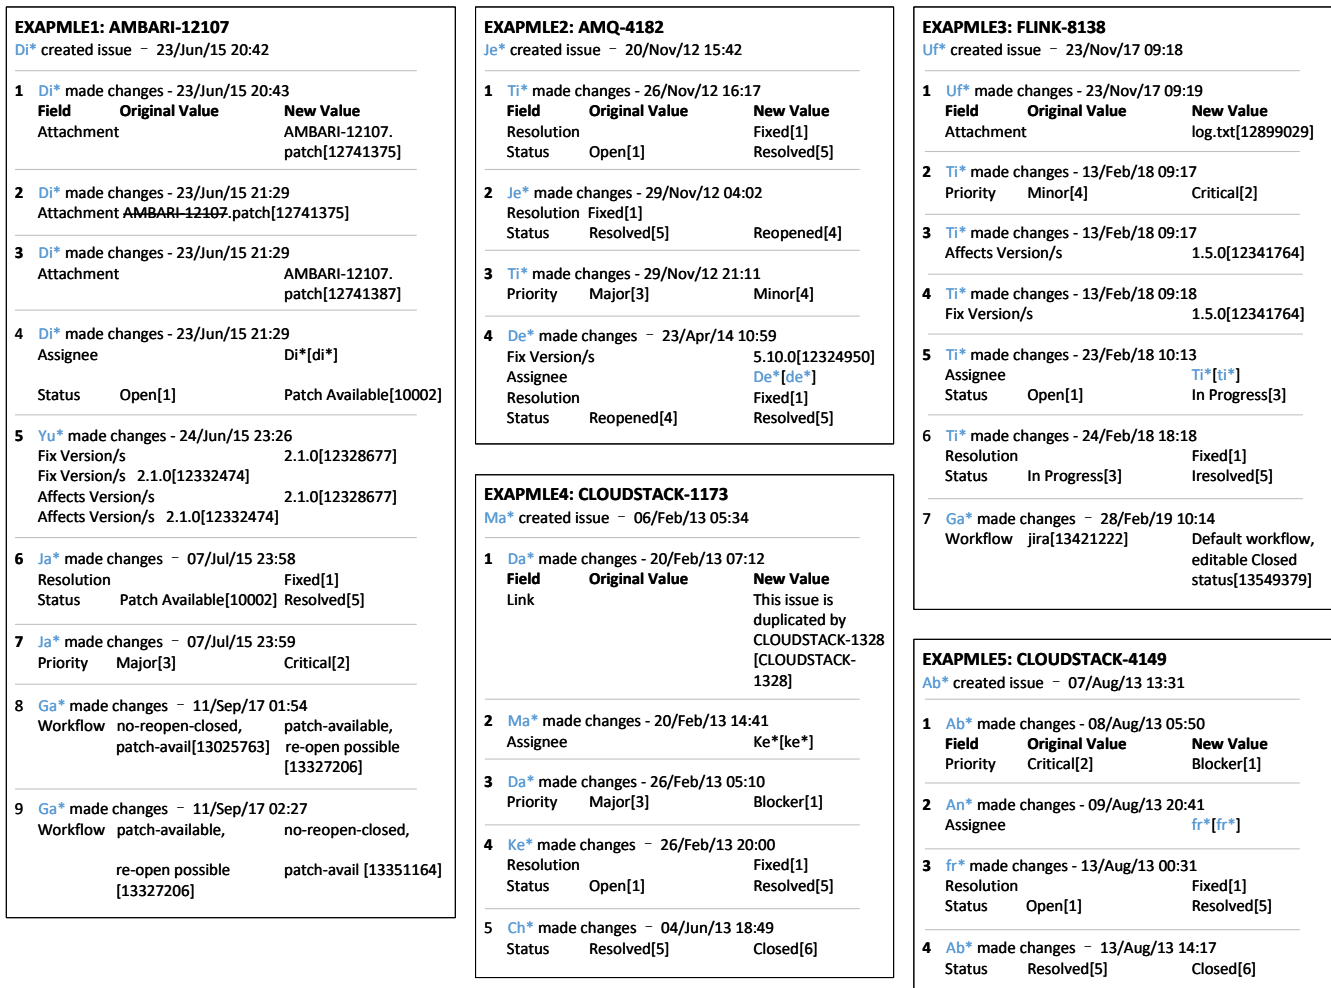 EXAPMLE1: AMBARI-12107
Di* created issue – 23/Jun/15 20:42
1 Di* made changes - 23/Jun/15 20:43
Field Original Value New Value
Attachment AMBARI-12107.
patch[12741375]
2 Di* made changes - 23/Jun/15 21:29
Attachment AMBARI-12107.patch[12741375]
3 Di* made changes - 23/Jun/15 21:29
Attachment AMBARI-12107.
patch[12741387]
4 Di* made changes - 23/Jun/15 21:29
Assignee Di*[di*]
Status Open[1] Patch Available[10002]
5 Yu* made changes - 24/Jun/15 23:26
Fix Version/s 2.1.0[12328677]
Fix Version/s 2.1.0[12332474]
Affects Version/s 2.1.0[12328677]
Affects Version/s 2.1.0[12332474]
6 Ja* made changes – 07/Jul/15 23:58
Resolution Fixed[1]
Status Patch Available[10002] Resolved[5]
7 Ja* made changes – 07/Jul/15 23:59
Priority Major[3] Critical[2]
8 Ga* made changes – 11/Sep/17 01:54
Workflow no-reopen-closed, patch-available,
patch-avail[13025763] re-open possible
[13327206]
9 Ga* made changes – 11/Sep/17 02:27
Workflow patch-available, no-reopen-closed,
re-open possible patch-avail [13351164]
[13327206]
EXAPMLE2: AMQ-4182
Je* created issue – 20/Nov/12 15:42
1 Ti* made changes - 26/Nov/12 16:17
Field Original Value New Value
Resolution Fixed[1]
Status Open[1] Resolved[5]
2 Je* made changes - 29/Nov/12 04:02
Resolution Fixed[1]
Status Resolved[5] Reopened[4]
3 Ti* made changes - 29/Nov/12 21:11
Priority Major[3] Minor[4]
4 De* made changes – 23/Apr/14 10:59
Fix Version/s 5.10.0[12324950]
Assignee De*[de*]
Resolution Fixed[1]
Status Reopened[4] Resolved[5]
EXAPMLE4: CLOUDSTACK-1173
Ma* created issue – 06/Feb/13 05:34
1 Da* made changes - 20/Feb/13 07:12
Field Original Value New Value
Link This issue is
duplicated by
CLOUDSTACK-1328
[CLOUDSTACK-
1328]
2 Ma* made changes - 20/Feb/13 14:41
Assignee Ke*[ke*]
3 Da* made changes - 26/Feb/13 05:10
Priority Major[3] Blocker[1]
4 Ke* made changes – 26/Feb/13 20:00
Resolution Fixed[1]
Status Open[1] Resolved[5]
5 Ch* made changes – 04/Jun/13 18:49
Status Resolved[5] Closed[6]
EXAPMLE3: FLINK-8138
Uf* created issue – 23/Nov/17 09:18
1 Uf* made changes - 23/Nov/17 09:19
Field Original Value New Value
Attachment log.txt[12899029]
2 Ti* made changes - 13/Feb/18 09:17
Priority Minor[4] Critical[2]
3 Ti* made changes - 13/Feb/18 09:17
Affects Version/s 1.5.0[12341764]
4 Ti* made changes - 13/Feb/18 09:18
Fix Version/s 1.5.0[12341764]
5 Ti* made changes - 23/Feb/18 10:13
Assignee Ti*[ti*]
Status Open[1] In Progress[3]
6 Ti* made changes - 24/Feb/18 18:18
Resolution Fixed[1]
Status In Progress[3] Iresolved[5]
7 Ga* made changes – 28/Feb/19 10:14
Workflow jira[13421222] Default workflow,
editable Closed
status[13549379]
EXAPMLE5: CLOUDSTACK-4149
Ab* created issue – 07/Aug/13 13:31
1 Ab* made changes - 08/Aug/13 05:50
Field Original Value New Value
Priority Critical[2] Blocker[1]
2 An* made changes - 09/Aug/13 20:41
Assignee fr*[fr*]
3 fr* made changes - 13/Aug/13 00:31
Resolution Fixed[1]
Status Open[1] Resolved[5]
4 Ab* made changes – 13/Aug/13 14:17
Status Resolved[5] Closed[6]